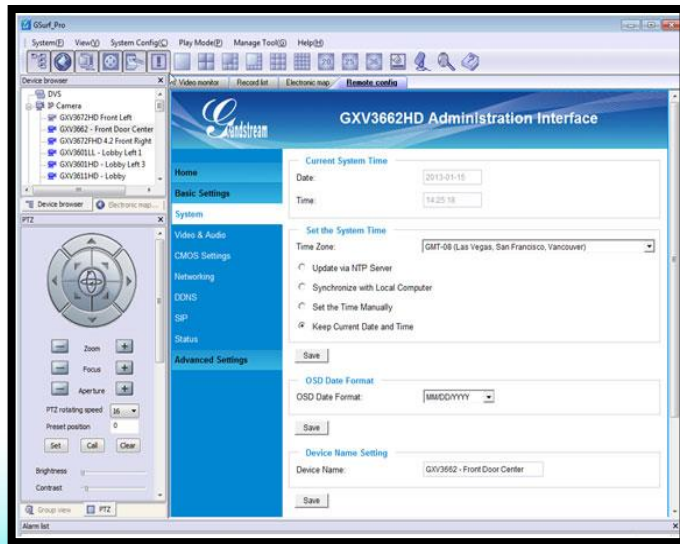 GSurf_Pro
System(F) View(V) System Config(C) Play Mode(P) Manage Tool(G) Help(H)
Device browser
Video monitor Record list Electronic map Remote config
DVS
IP Camera
GXV3672HD Front Left
GXV3662 - Front Door Center
GXV3672FHD 4.2 Front Right
GXV3601LL - Lobby Left 1
GXV3601HD - Lobby Left 3
GXV3611HD - Lobby
Device browser Electronic map...
PTZ
Zoom
Focus
Aperture
PTZ rotating speed 16
Preset position 0
Set Call Clear
Brightness
Contrast
Group view PTZ
Alarm list
Grandstream
GXV3662HD Administration Interface
Home
Basic Settings
System
Video & Audio
CMOS Settings
Networking
DDNS
SIP
Status
Advanced Settings
Current System Time
Date: 2013-01-15
Time: 14:25:18
Set the System Time
Time Zone: GMT-08 (Las Vegas, San Francisco, Vancouver)
Update via NTP Server
Synchronize with Local Computer
Set the Time Manually
Keep Current Date and Time
Save
OSD Date Format
OSD Date Format: MM/DD/YYYY
Save
Device Name Setting
Device Name: GXV3662 - Front Door Center
Save